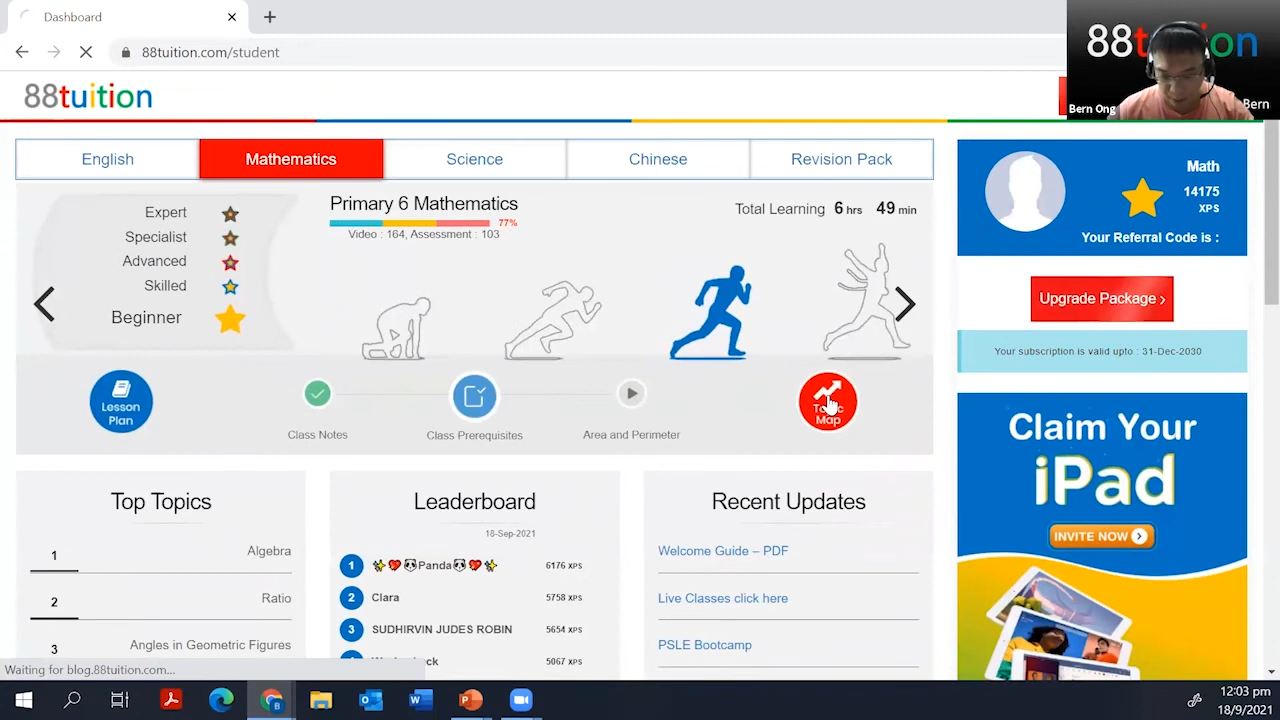 Dashboard
88tuition.com/student
88tuition
Bern Ong
Bern
88tuition
English
Mathematics
Science
Chinese
Revision Pack
Expert
Specialist
Advanced
Skilled
Beginner
Primary 6 Mathematics
77%
Video : 164, Assessment : 103
Total Learning 6 hrs 49 min
Lesson
Plan
Class Notes
Class Prerequisites
Area and Perimeter
Map
Math
14175
XPS
Your Referral Code is :
Upgrade Package ›
Your subscription is valid upto : 31-Dec-2030
Claim Your
iPad
INVITE NOW
Top Topics
1 Algebra
2 Ratio
3 Angles in Geometric Figures
Leaderboard
18-Sep-2021
1 ✨💖🐼Panda🐼💖✨ 6176 XPS
2 Clara 5758 XPS
3 SUDHIRVIN JUDES ROBIN 5654 XPS
5067 XPS
Recent Updates
Welcome Guide – PDF
Live Classes click here
PSLE Bootcamp
Waiting for blog.88tuition.com...
12:03 pm
18/9/2021